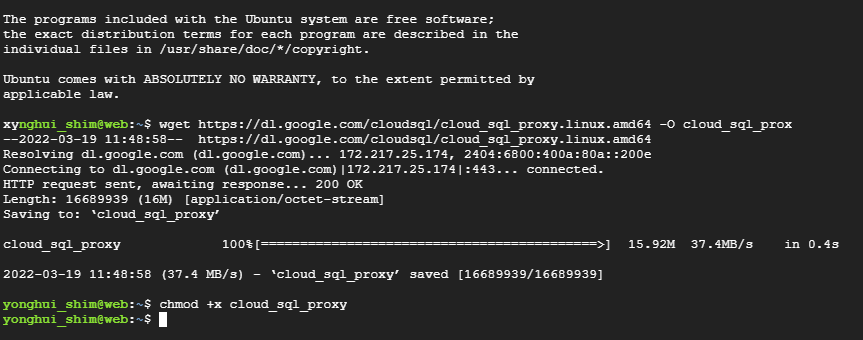 The programs included with the Ubuntu system are free software;
the exact distribution terms for each program are described in the
individual files in /usr/share/doc/*/copyright.
Ubuntu comes with ABSOLUTELY NO WARRANTY, to the extent permitted by
applicable law.
xynghui_shim@web:~$ wget https://dl.google.com/cloudsql/cloud_sql_proxy.linux.amd64 -O cloud_sql_prox
--2022-03-19 11:48:58--  https://dl.google.com/cloudsql/cloud_sql_proxy.linux.amd64
Resolving dl.google.com (dl.google.com)... 172.217.25.174, 2404:6800:400a:80a::200e
Connecting to dl.google.com (dl.google.com)|172.217.25.174|:443... connected.
HTTP request sent, awaiting response... 200 OK
Length: 16689939 (16M) [application/octet-stream]
Saving to: ‘cloud_sql_proxy’
cloud_sql_proxy             100%[===========================================>]  15.92M  37.4MB/s    in 0.4s
2022-03-19 11:48:58 (37.4 MB/s) - ‘cloud_sql_proxy’ saved [16689939/16689939]
yonghui_shim@web:~$ chmod +x cloud_sql_proxy
yonghui_shim@web:~$